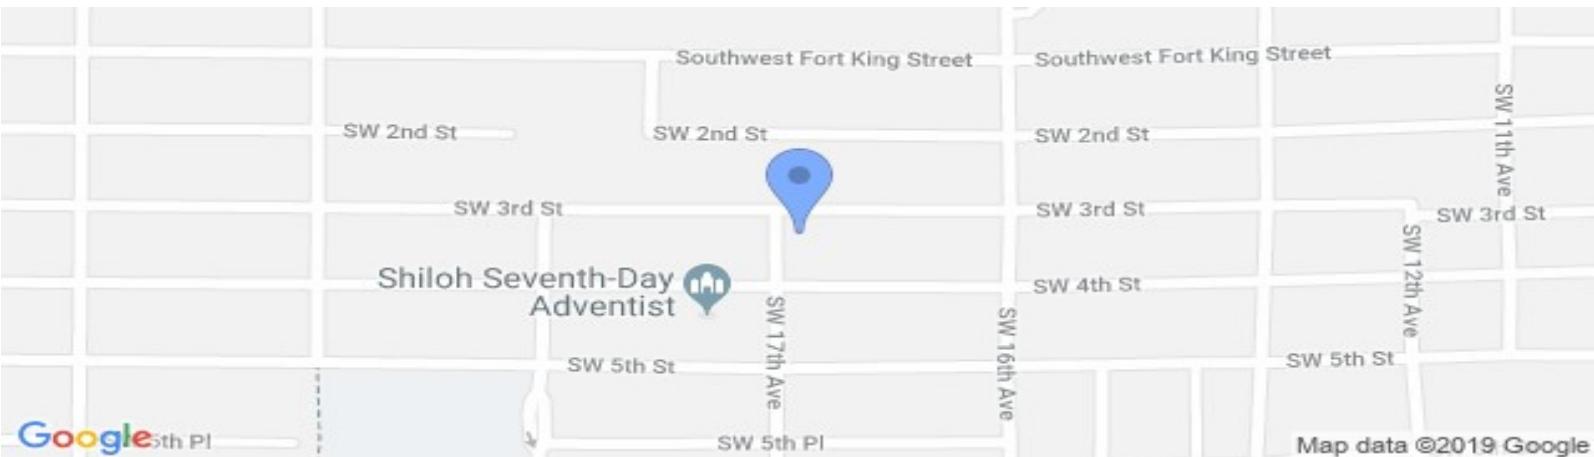 Southwest Fort King Street
Southwest Fort King Street
SW 2nd St
SW 2nd St
SW 2nd St
SW 11th Ave
SW 3rd St
SW 3rd St
SW 3rd St
SW 12th Ave
Shiloh Seventh-Day
Adventist
SW 4th St
SW 17th Ave
SW 16th Ave
SW 5th St
SW 5th St
Google
5th Pl
SW 5th Pl
Map data ©2019 Google